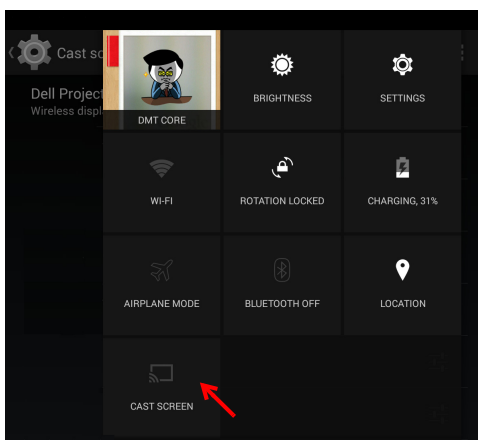 Cast sc
Dell Project
Wireless displ
DMT CORE
BRIGHTNESS
SETTINGS
WI-FI
ROTATION LOCKED
CHARGING, 31%
AIRPLANE MODE
BLUETOOTH OFF
LOCATION
CAST SCREEN